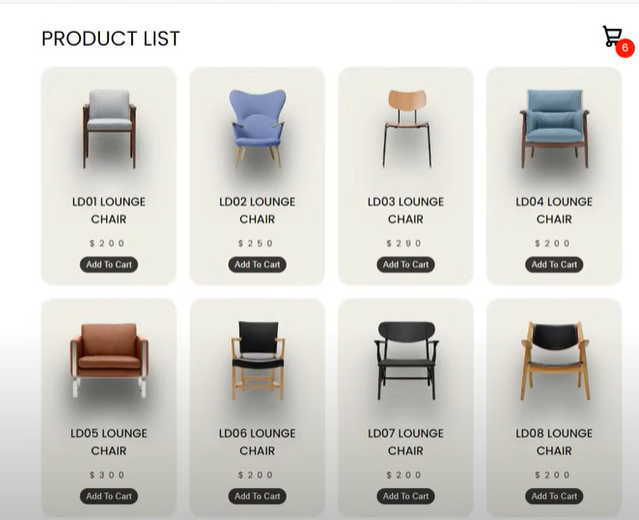 PRODUCT LIST
6
LD01 LOUNGE
CHAIR
$200
Add To Cart
LD02 LOUNGE
CHAIR
$250
Add To Cart
LD03 LOUNGE
CHAIR
$290
Add To Cart
LD04 LOUNGE
CHAIR
$200
Add To Cart
LD05 LOUNGE
CHAIR
$300
Add To Cart
LD06 LOUNGE
CHAIR
$200
Add To Cart
LD07 LOUNGE
CHAIR
$200
Add To Cart
LD08 LOUNGE
CHAIR
$200
Add To Cart